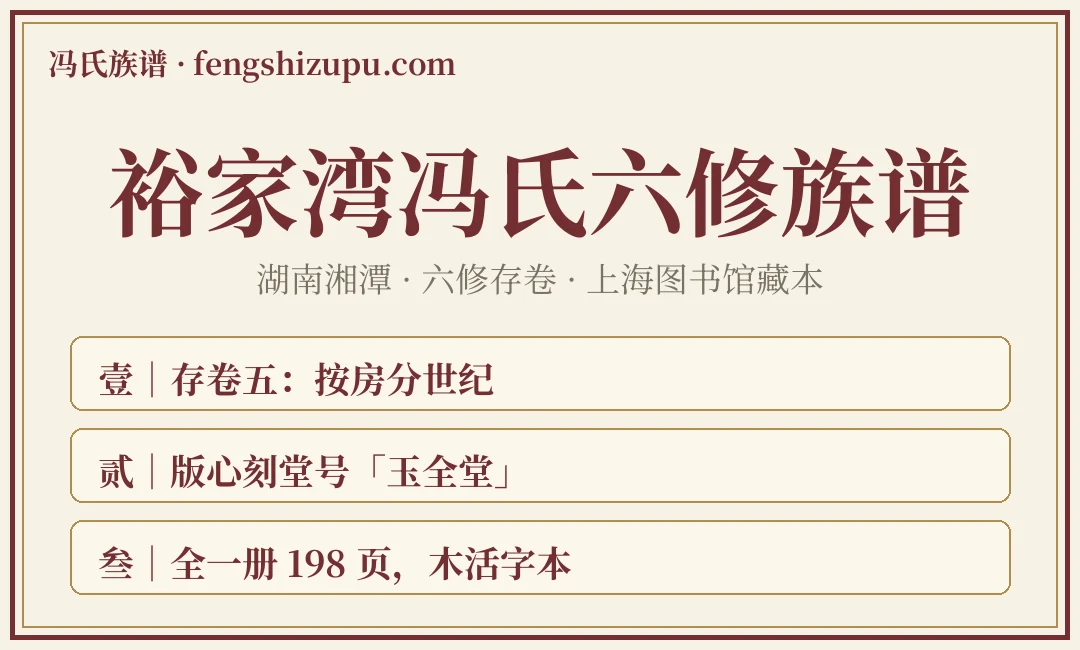 冯氏族谱 · fengshizupu.com
裕家湾冯氏六修族谱
湖南湘潭 · 六修存卷 · 上海图书馆藏本
壹｜存卷五：按房分世纪
贰｜版心刻堂号「玉全堂」
叁｜全一册 198 页，木活字本